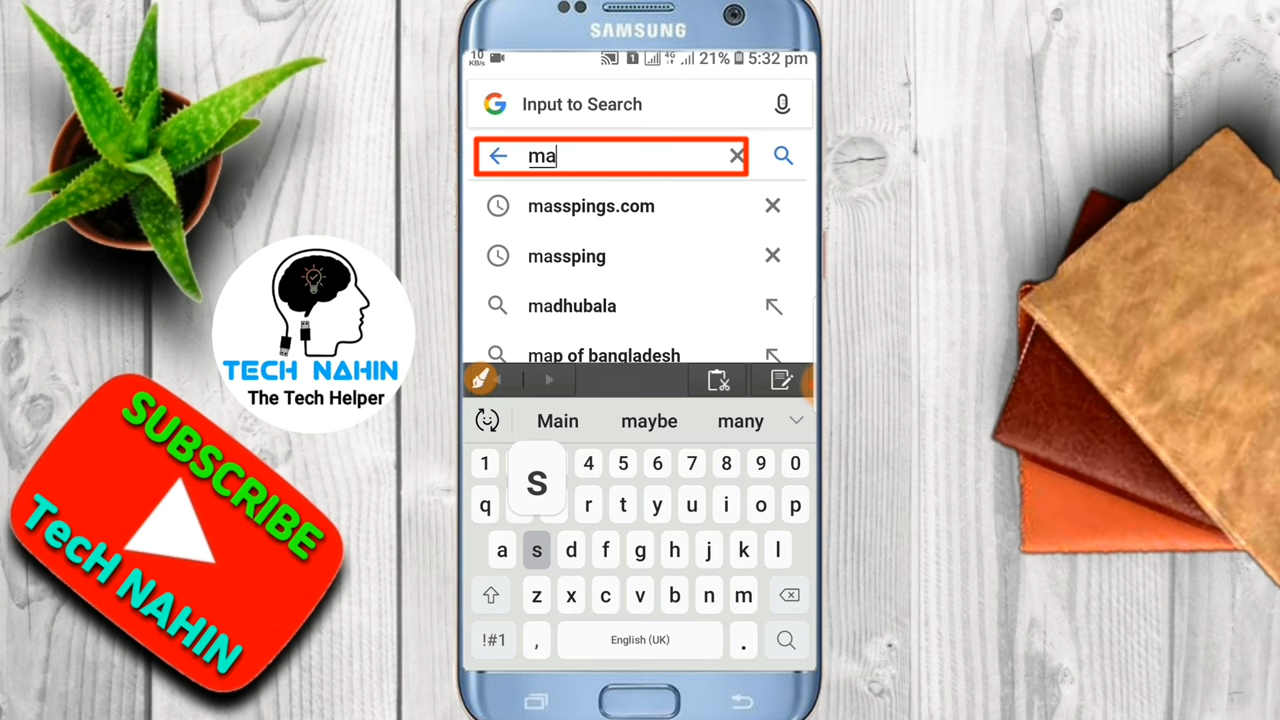 SAMSUNG
10 KB/s 1 4G 21% 5:32 pm
Input to Search
ma
masspings.com
massping
madhubala
map of bangladesh
Main maybe many
1 4 5 6 7 8 9 0
S
q r t y u i o p
a s d f g h j k l
z x c v b n m
!#1 , English (UK) .
TECH NAHIN
The Tech Helper
SUBSCRIBE
TecH NAHIN